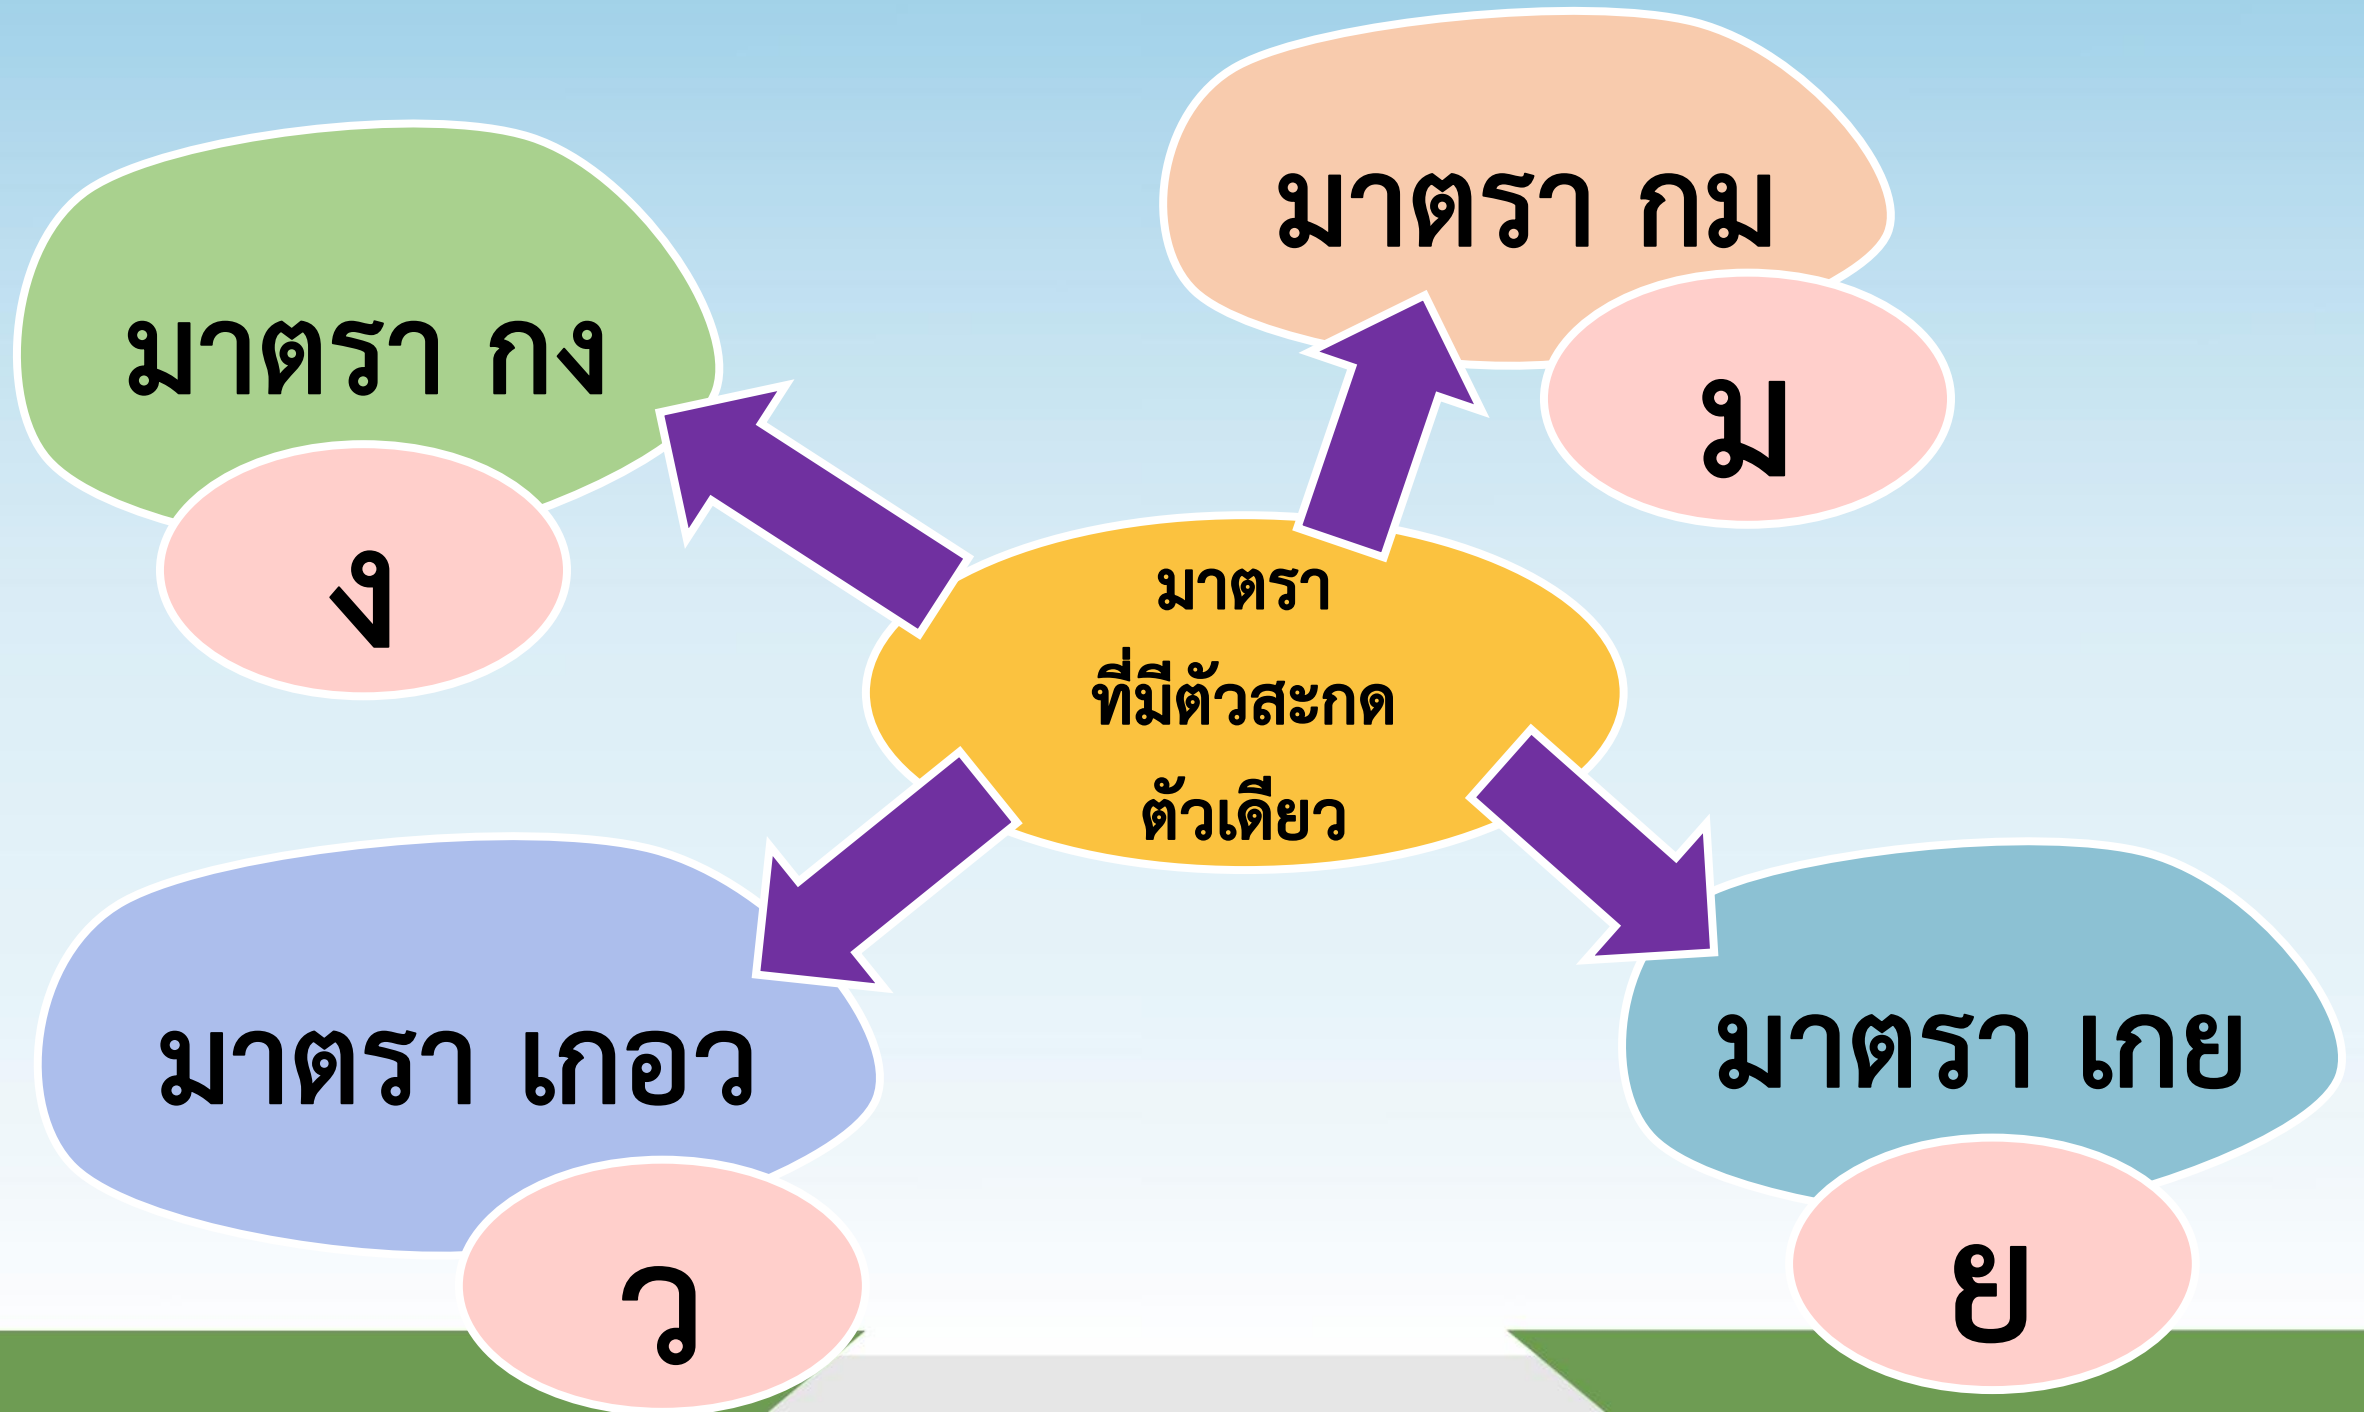 มาตรา กม
ม
มาตรา กง
ง
มาตรา
ที่มีตัวสะกด
ตัวเดียว
มาตรา เกอว
ว
มาตรา เกย
ย